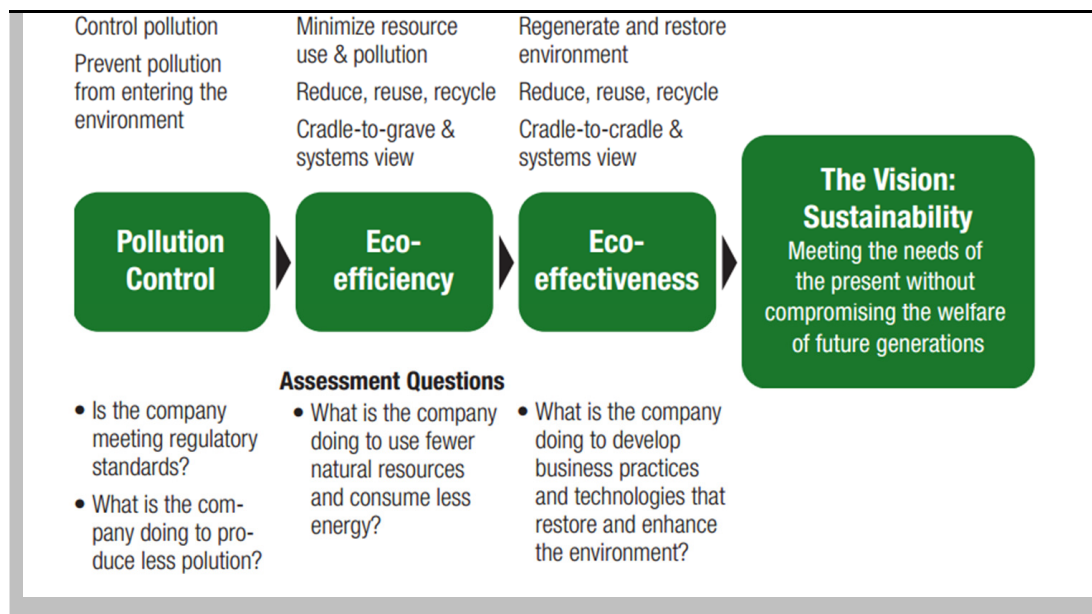 Control pollution
Prevent pollution
from entering the
environment
Minimize resource
use & pollution
Reduce, reuse, recycle
Cradle-to-grave &
systems view
Regenerate and restore
environment
Reduce, reuse, recycle
Cradle-to-cradle &
systems view
Pollution
Control
Eco-
efficiency
Eco-
effectiveness
The Vision:
Sustainability
Meeting the needs of
the present without
compromising the welfare
of future generations
Assessment Questions
• Is the company
meeting regulatory
standards?
• What is the com-
pany doing to pro-
duce less polution?
• What is the company
doing to use fewer
natural resources
and consume less
energy?
• What is the company
doing to develop
business practices
and technologies that
restore and enhance
the environment?